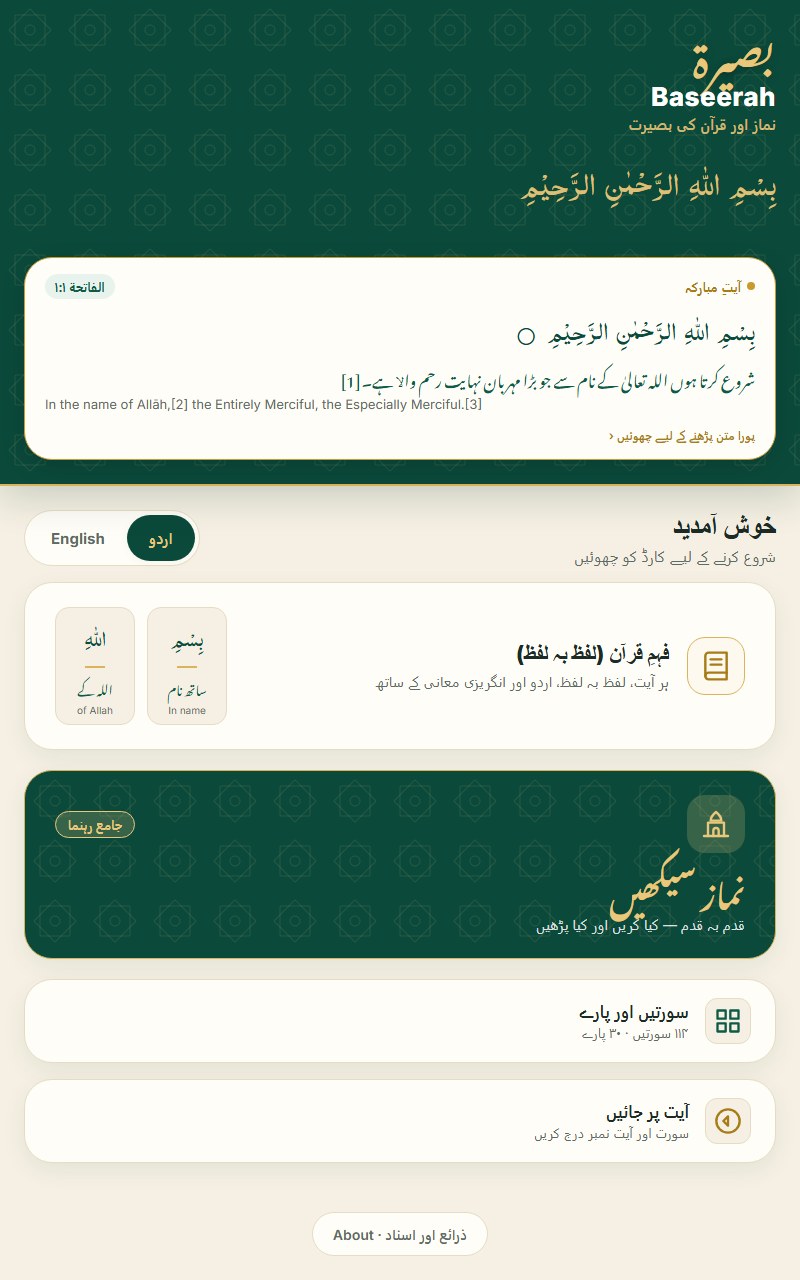 بصيرة
Baseerah
نماز اور قرآن کی بصیرت
بِسْمِ اللّٰهِ الرَّحْمٰنِ الرَّحِيْمِ
آیتِ مبارکہ
الفاتحة ١:١
بِسْمِ اللّٰهِ الرَّحْمٰنِ الرَّحِيْمِ ۝
شروع کرتا ہوں اللہ تعالیٰ کے نام سے جو بڑا مہربان نہایت رحم والا ہے۔[1]
In the name of Allāh,[2] the Entirely Merciful, the Especially Merciful.[3]
پورا متن پڑھنے کے لیے چھوئیں ‹
خوش آمدید
شروع کرنے کے لیے کارڈ کو چھوئیں
اردو
English
فہمِ قرآن (لفظ بہ لفظ)
ہر آیت، لفظ بہ لفظ، اردو اور انگریزی معانی کے ساتھ
بِسْمِ
ساتھ نام
In name
اللّٰهِ
اللہ کے
of Allah
جامع رہنما
نماز سیکھیں
قدم بہ قدم — کیا کریں اور کیا پڑھیں
سورتیں اور پارے
۱۱۴ سورتیں · ۳۰ پارے
آیت پر جائیں
سورت اور آیت نمبر درج کریں
ذرائع اور اسناد · About